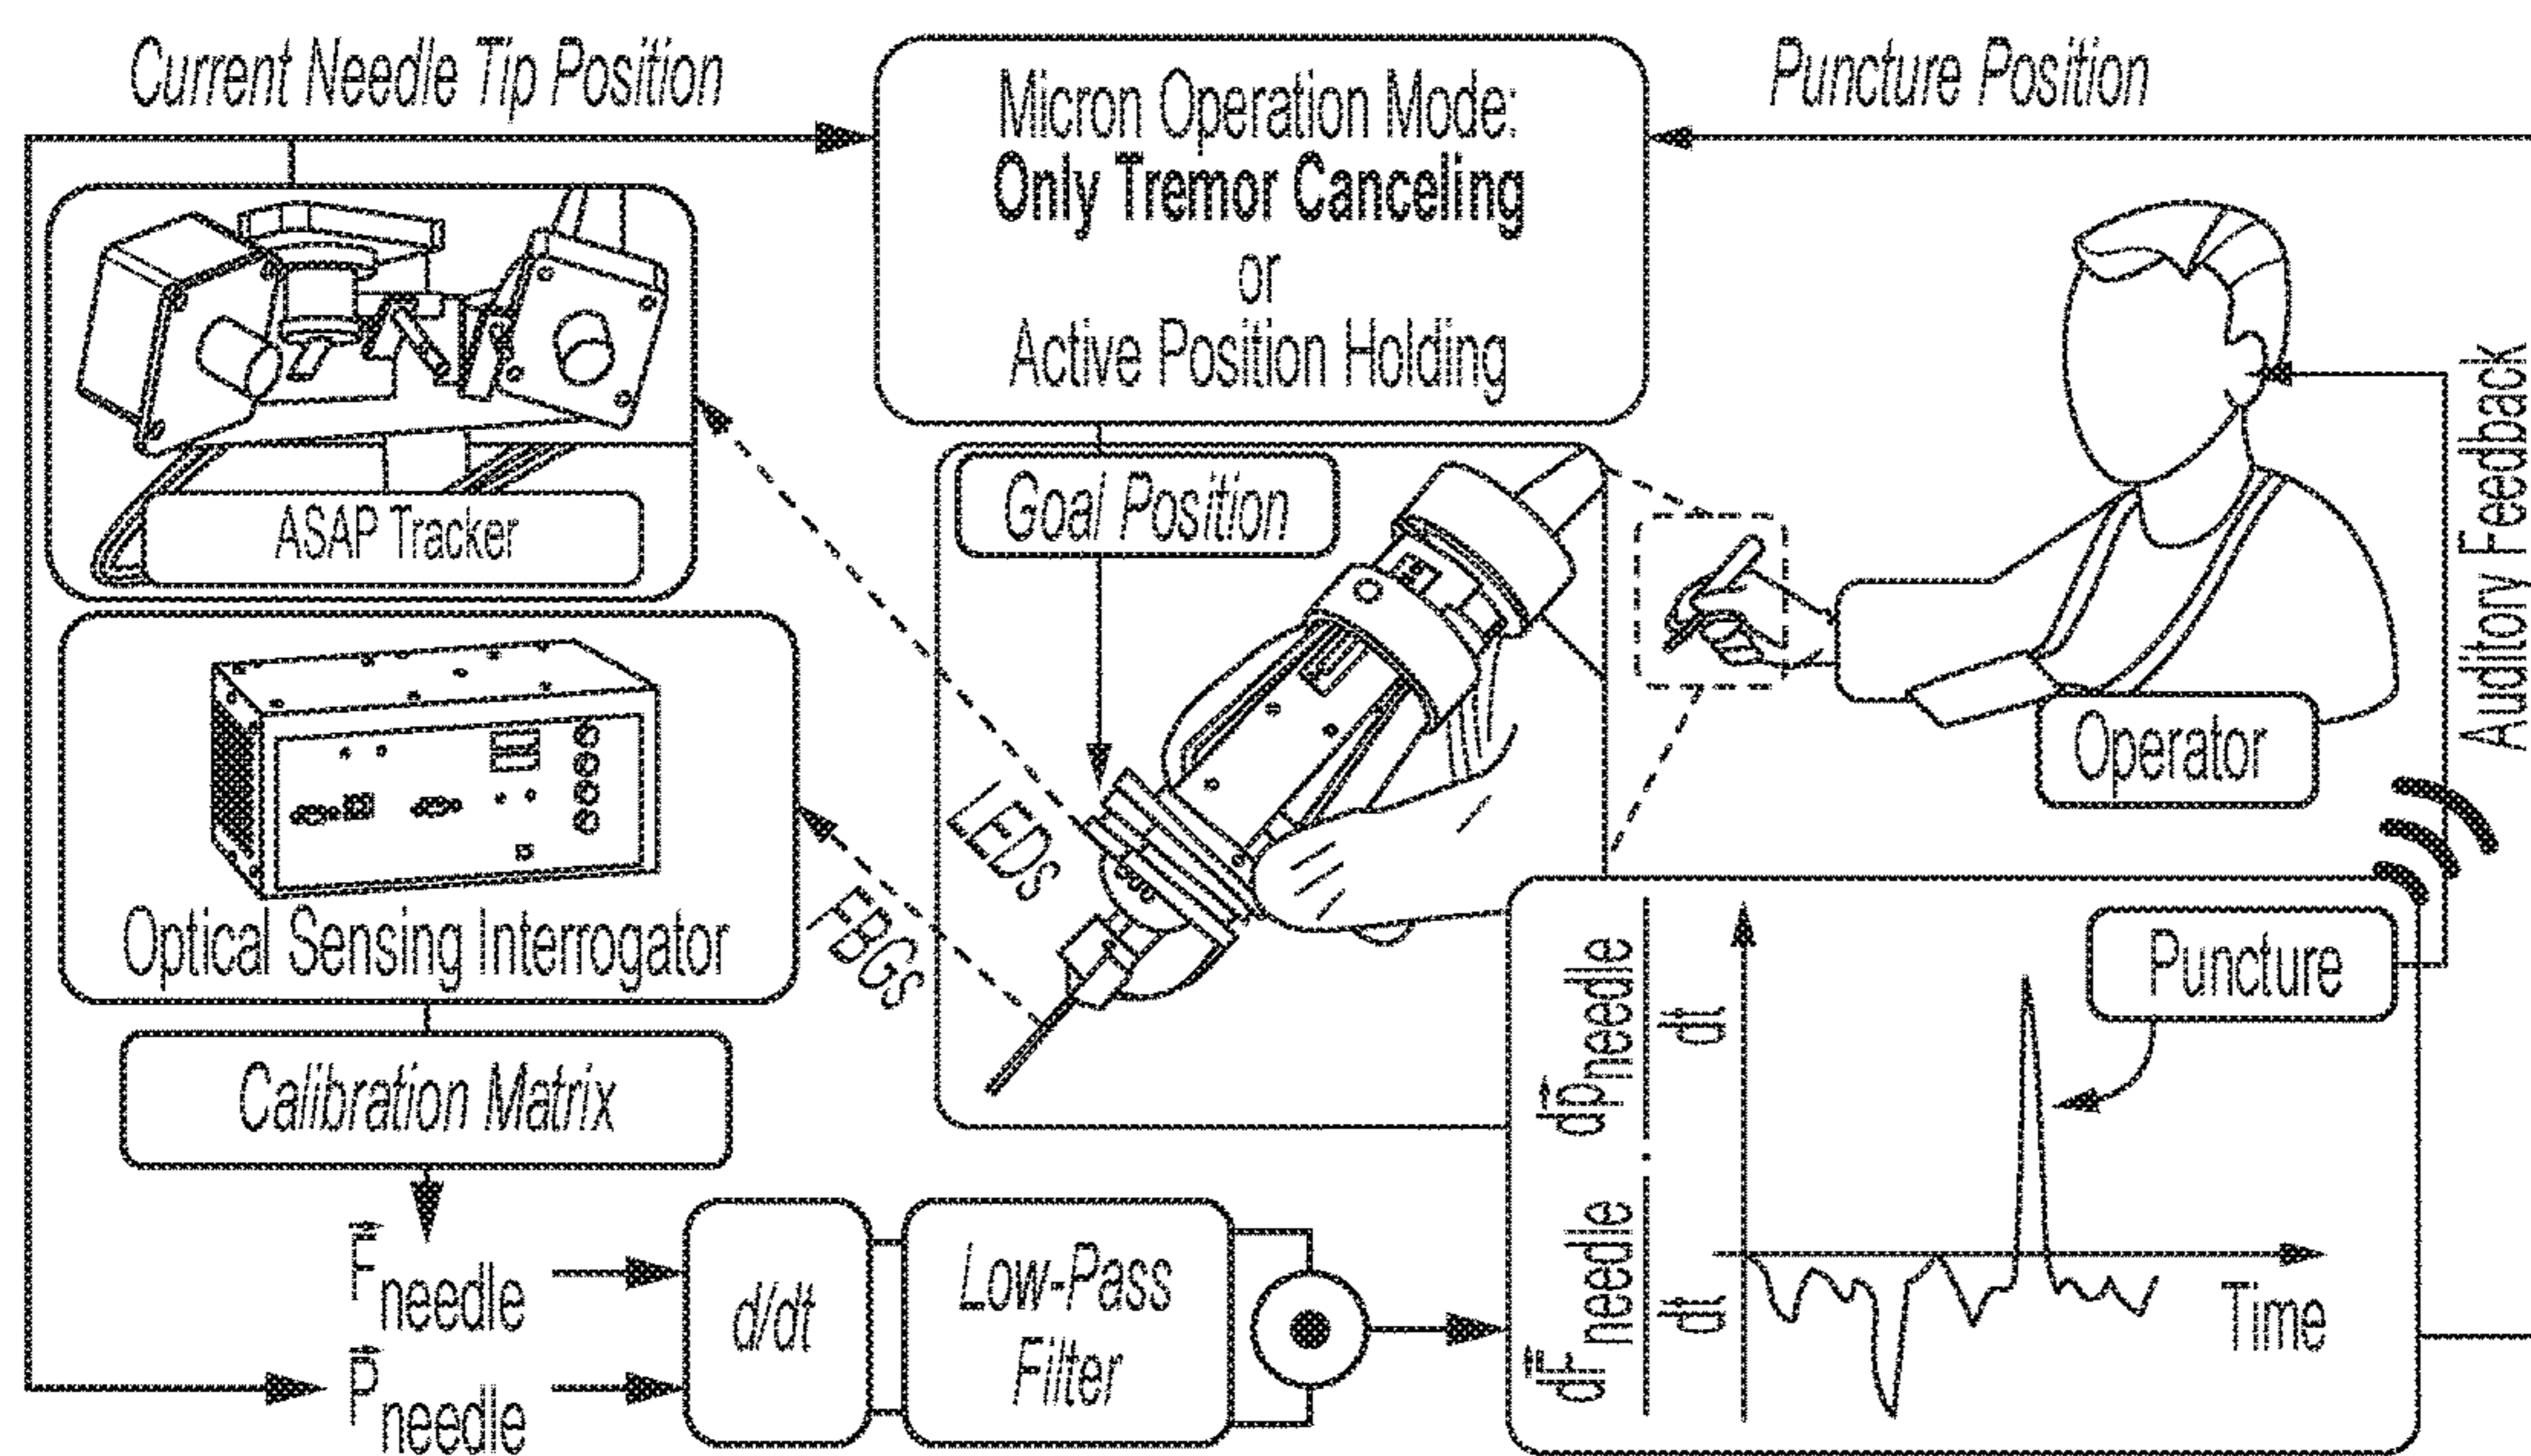 Current Needle Tip Position
Micron Operation Mode:
Only Tremor Canceling
or
Active Position Holding
Puncture Position
ASAP Tracker
Goal Position
Auditory Feedback
Operator
LEDs
FBGs
Optical Sensing Interrogator
Calibration Matrix
F⃗needle
P⃗needle
d/dt
Low-Pass
Filter
dF⃗needle / dt · dp⃗needle / dt
Puncture
Time